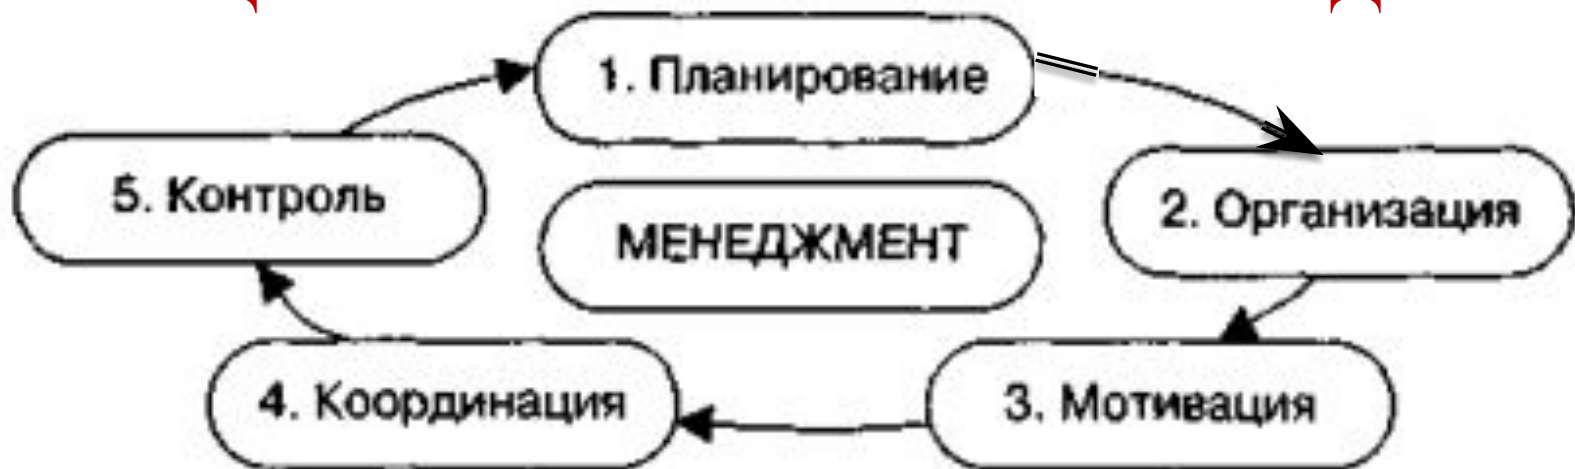 1. Планирование
5. Контроль
2. Организация
МЕНЕДЖМЕНТ
4. Координация
3. Мотивация